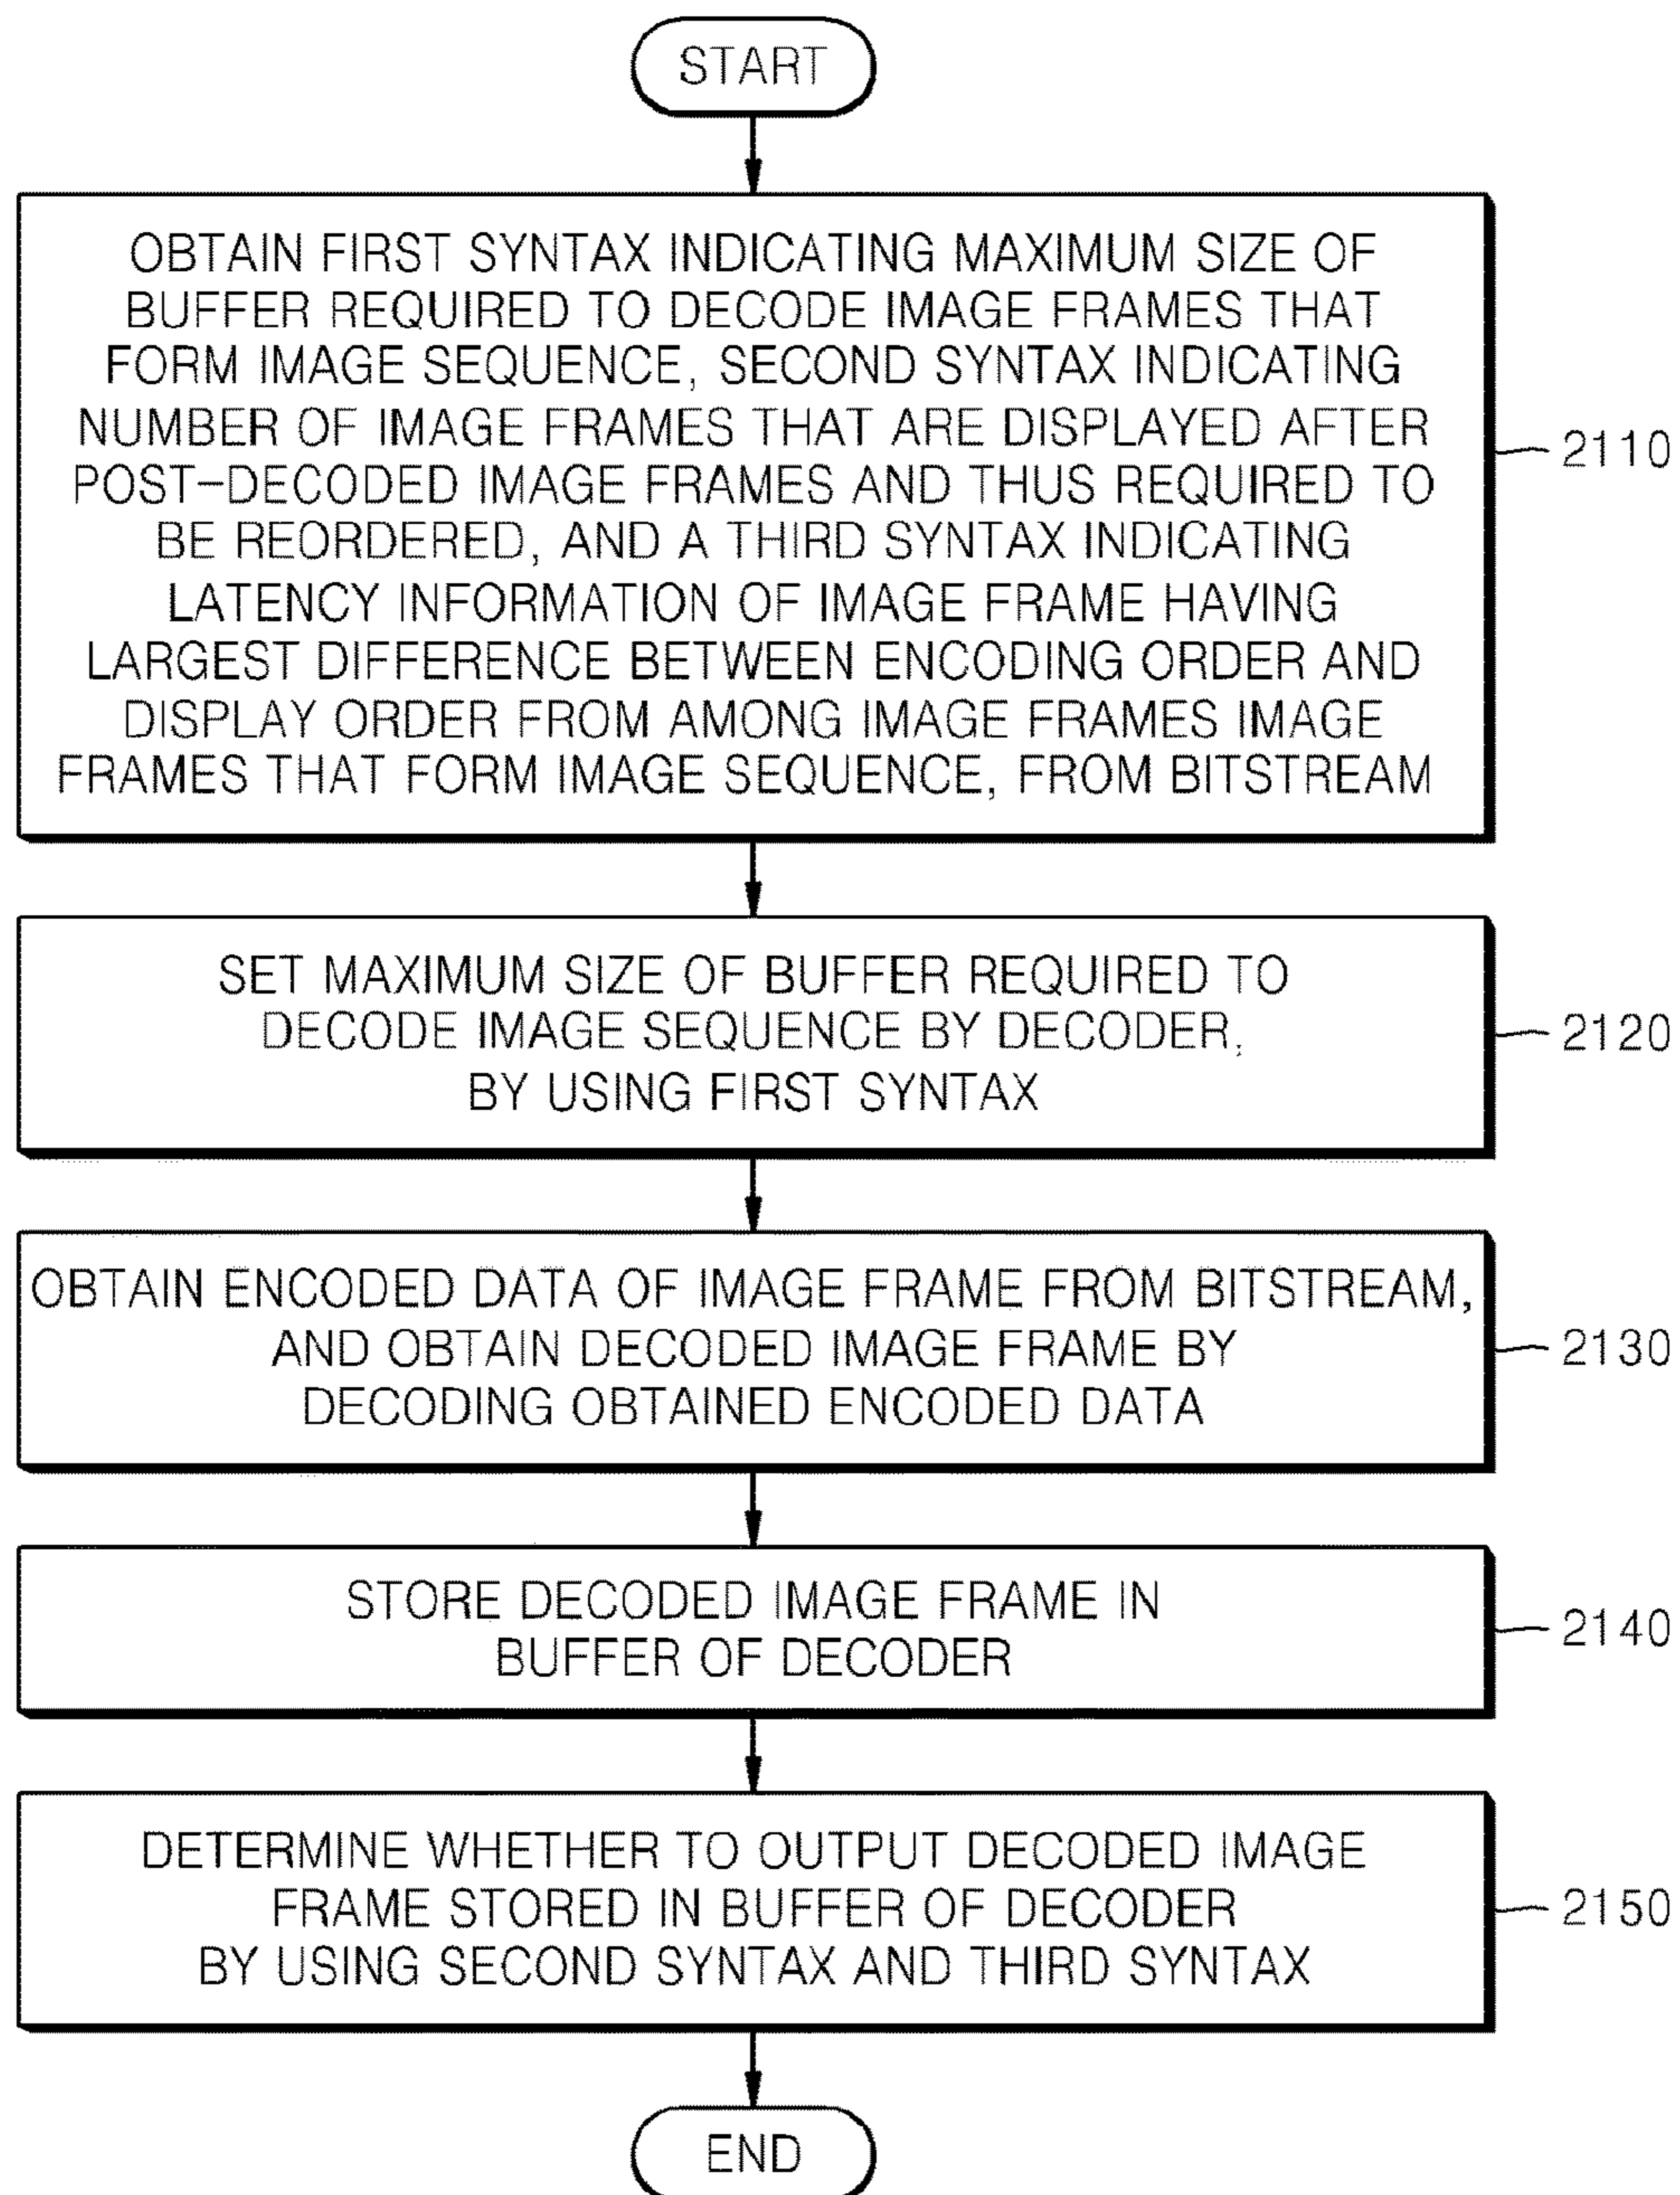 START
OBTAIN FIRST SYNTAX INDICATING MAXIMUM SIZE OF
BUFFER REQUIRED TO DECODE IMAGE FRAMES THAT
FORM IMAGE SEQUENCE, SECOND SYNTAX INDICATING
NUMBER OF IMAGE FRAMES THAT ARE DISPLAYED AFTER
POST-DECODED IMAGE FRAMES AND THUS REQUIRED TO
BE REORDERED, AND A THIRD SYNTAX INDICATING
LATENCY INFORMATION OF IMAGE FRAME HAVING
LARGEST DIFFERENCE BETWEEN ENCODING ORDER AND
DISPLAY ORDER FROM AMONG IMAGE FRAMES IMAGE
FRAMES THAT FORM IMAGE SEQUENCE, FROM BITSTREAM
2110
SET MAXIMUM SIZE OF BUFFER REQUIRED TO
DECODE IMAGE SEQUENCE BY DECODER,
BY USING FIRST SYNTAX
2120
OBTAIN ENCODED DATA OF IMAGE FRAME FROM BITSTREAM,
AND OBTAIN DECODED IMAGE FRAME BY
DECODING OBTAINED ENCODED DATA
2130
STORE DECODED IMAGE FRAME IN
BUFFER OF DECODER
2140
DETERMINE WHETHER TO OUTPUT DECODED IMAGE
FRAME STORED IN BUFFER OF DECODER
BY USING SECOND SYNTAX AND THIRD SYNTAX
2150
END